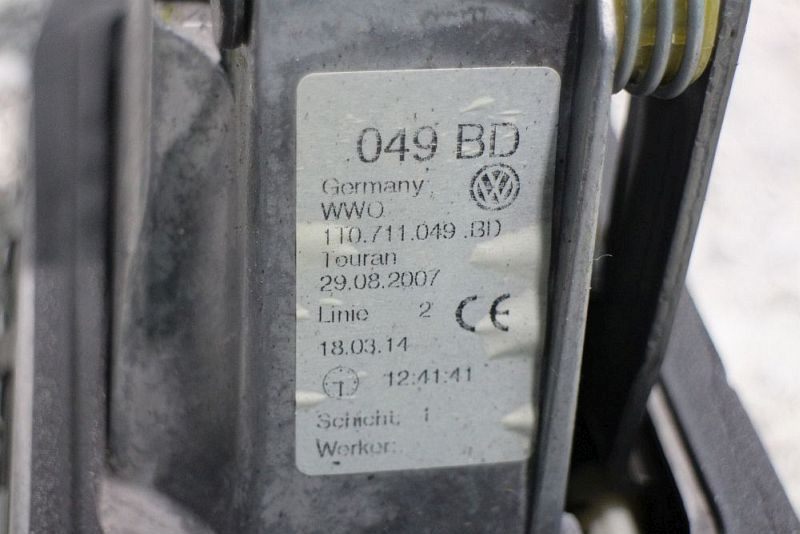 049 BD
Germany
WWO
1T0.711.049 .BD
Touran
29.08.2007
Linie 2 CE
18.03.14
12:41:41
Schicht: 1
Werker: